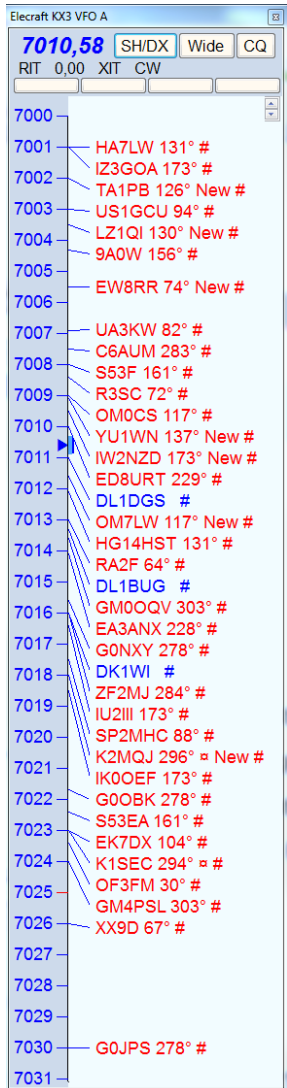 Elecraft KX3 VFO A
7010,58 SH/DX Wide CQ
RIT 0,00 XIT CW
7000
7001 HA7LW 131° #
IZ3GOA 173° #
7002 TA1PB 126° New #
7003 US1GCU 94° #
LZ1QI 130° New #
7004 9A0W 156° #
7005
EW8RR 74° New #
7006
7007 UA3KW 82° #
C6AUM 283° #
7008 S53F 161° #
R3SC 72° #
7009 OM0CS 117° #
7010 YU1WN 137° New #
IW2NZD 173° New #
7011 ED8URT 229° #
7012 DL1DGS #
OM7LW 117° New #
7013 HG14HST 131° #
7014 RA2F 64° #
DL1BUG #
7015 GM0OQV 303° #
7016 EA3ANX 228° #
G0NXY 278° #
7017 DK1WI #
7018 ZF2MJ 284° #
IU2III 173° #
7019 SP2MHC 88° #
7020 K2MQJ 296° ¤ New #
7021 IK0OEF 173° #
7022 G0OBK 278° #
S53EA 161° #
7023 EK7DX 104° #
7024 K1SEC 294° ¤ #
OF3FM 30° #
7025 GM4PSL 303° #
7026 XX9D 67° #
7027
7028
7029
7030 G0JPS 278° #
7031